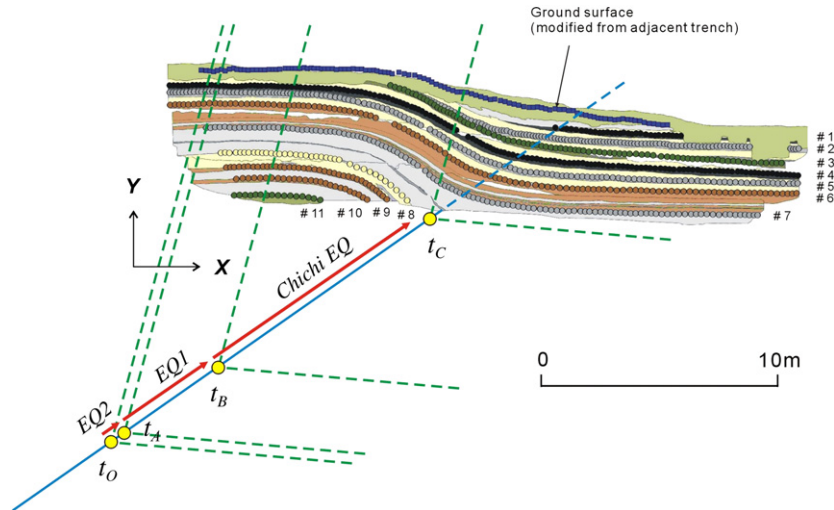 Ground surface
(modified from adjacent trench)
# 1
# 2
# 3
# 4
# 5
# 6
# 7
# 8
# 9
# 10
# 11
Y
X
t_C
Chichi EQ
0
10m
EQ1
t_B
EQ2
t_A
t_O